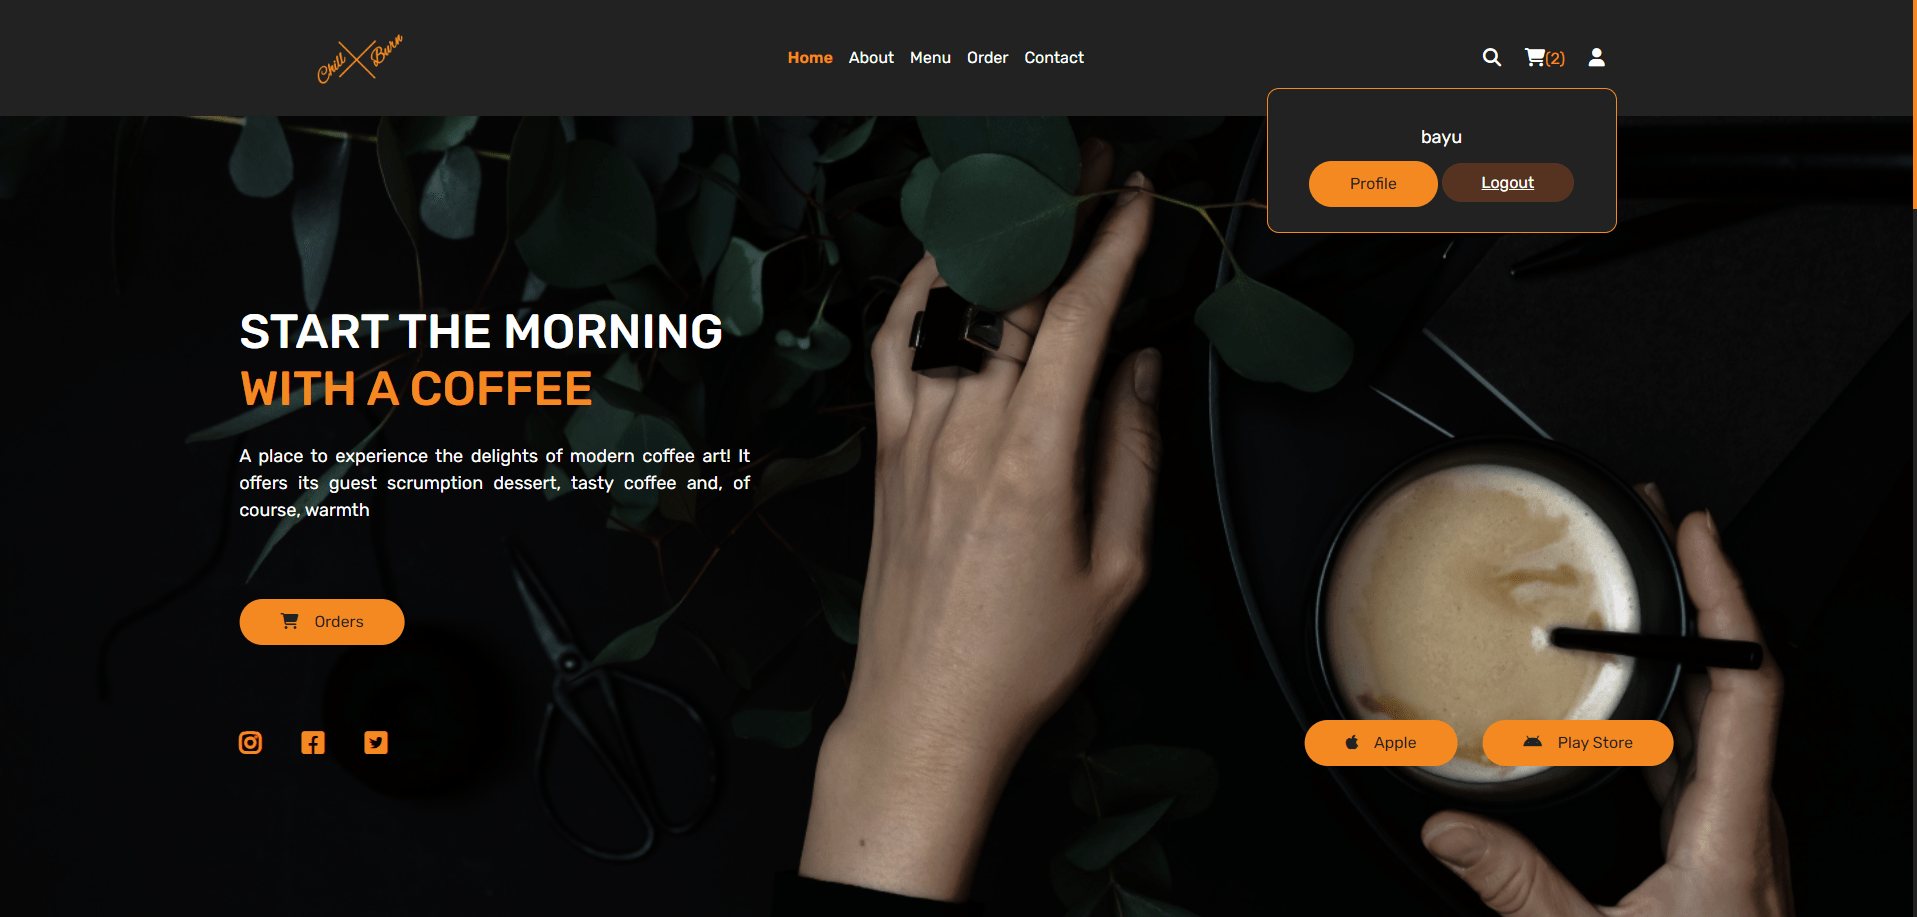 Chill Burn
Home About Menu Order Contact
(2)
bayu
Profile Logout
START THE MORNING
WITH A COFFEE
A place to experience the delights of modern coffee art! It
offers its guest scrumption dessert, tasty coffee and, of
course, warmth
Orders
Apple Play Store